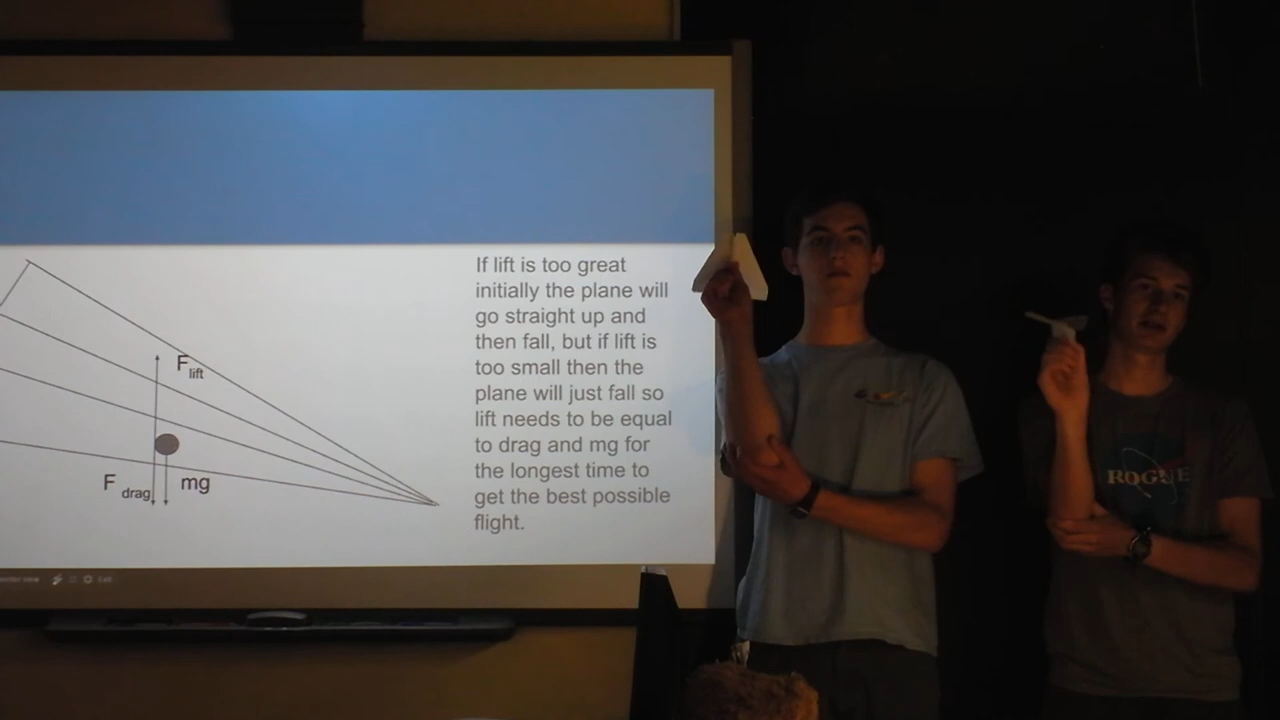 If lift is too great
initially the plane will
go straight up and
then fall, but if lift is
too small then the
plane will just fall so
lift needs to be equal
to drag and mg for
the longest time to
get the best possible
flight.
F lift
F drag
mg
ROGUE